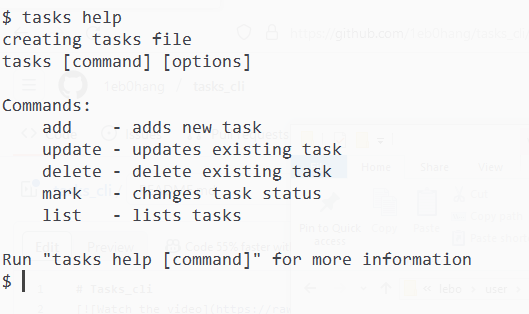 $ tasks help
creating tasks file
tasks [command] [options]

Commands:
    add    - adds new task
    update - updates existing task
    delete - delete existing task
    mark   - changes task status
    list   - lists tasks

Run "tasks help [command]" for more information
$